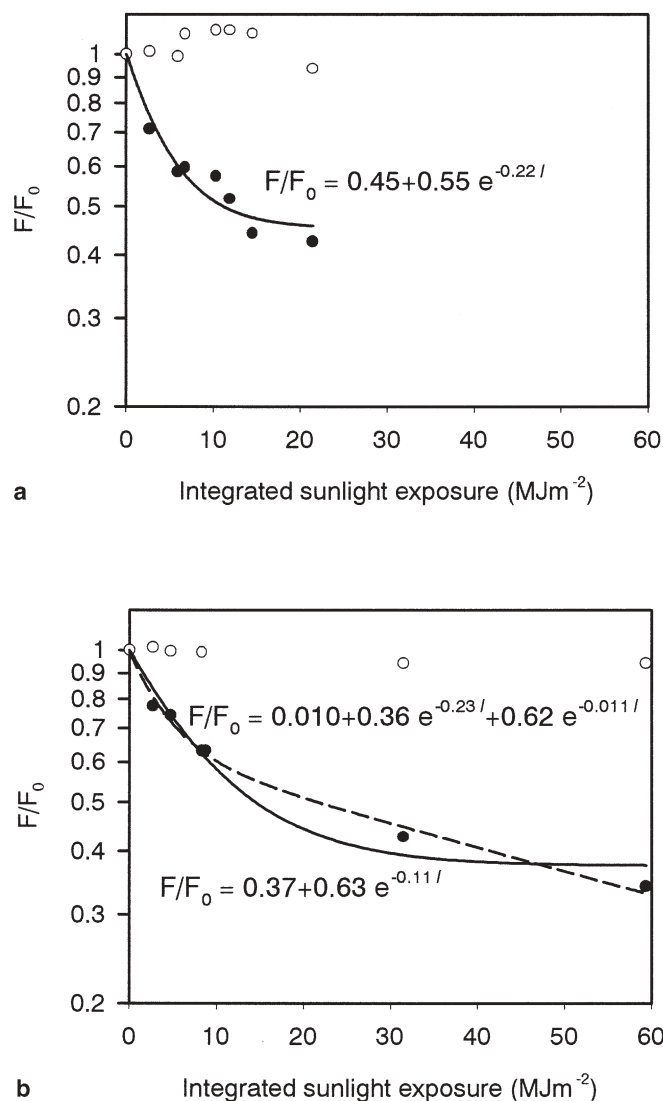 1
0.9
0.8
0.7
0.6
0.5
0.4
0.3
0.2
F/F₀
F/F₀ = 0.45+0.55 e⁻⁰·²² ˡ
0 10 20 30 40 50 60
a Integrated sunlight exposure (MJm⁻²)
1
0.9
0.8
0.7
0.6
0.5
0.4
0.3
0.2
F/F₀
F/F₀ = 0.010+0.36 e⁻⁰·²³ ˡ+0.62 e⁻⁰·⁰¹¹ ˡ
F/F₀ = 0.37+0.63 e⁻⁰·¹¹ ˡ
0 10 20 30 40 50 60
b Integrated sunlight exposure (MJm⁻²)